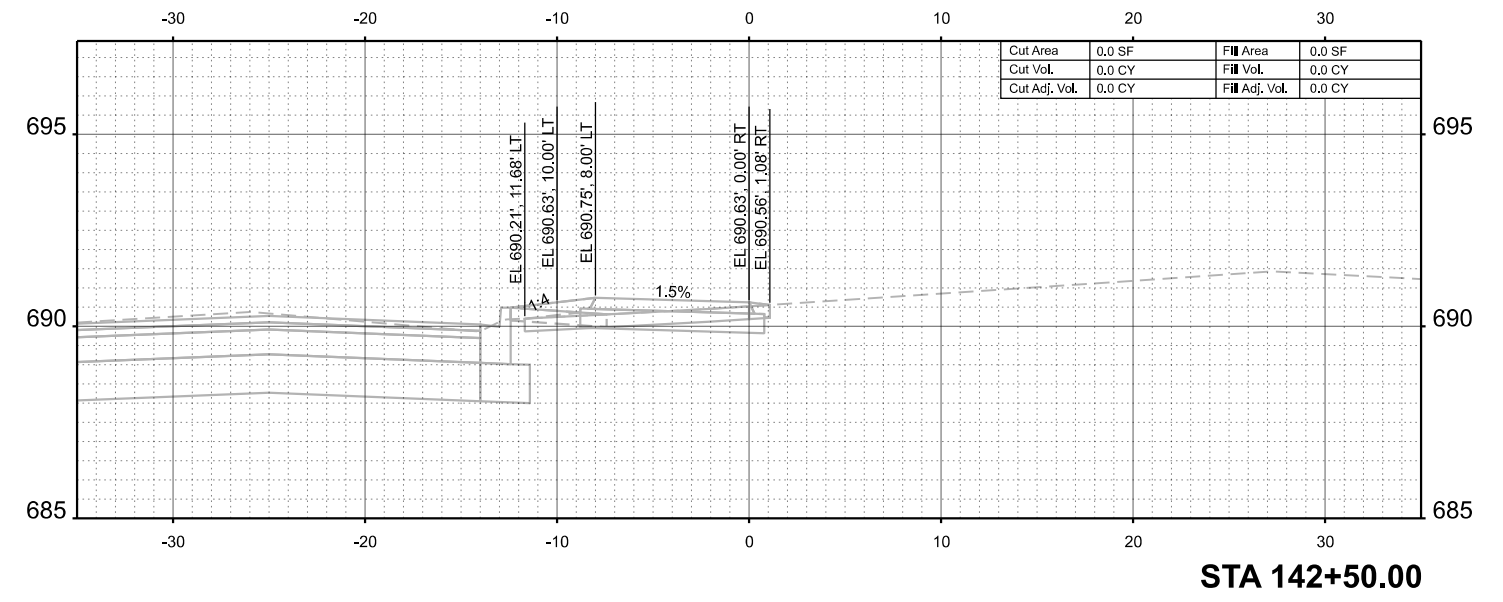 -30 -20 -10 0 10 20 30
Cut Area 0.0 SF Fill Area 0.0 SF
Cut Vol. 0.0 CY Fill Vol. 0.0 CY
Cut Adj. Vol. 0.0 CY Fill Adj. Vol. 0.0 CY
695 695
EL 690.21', 11.68' LT
EL 690.63', 10.00' LT
EL 690.75', 8.00' LT
EL 690.63', 0.00' RT
EL 690.56', 1.08' RT
1:4
1.5%
690 690
685 685
-30 -20 -10 0 10 20 30
STA 142+50.00